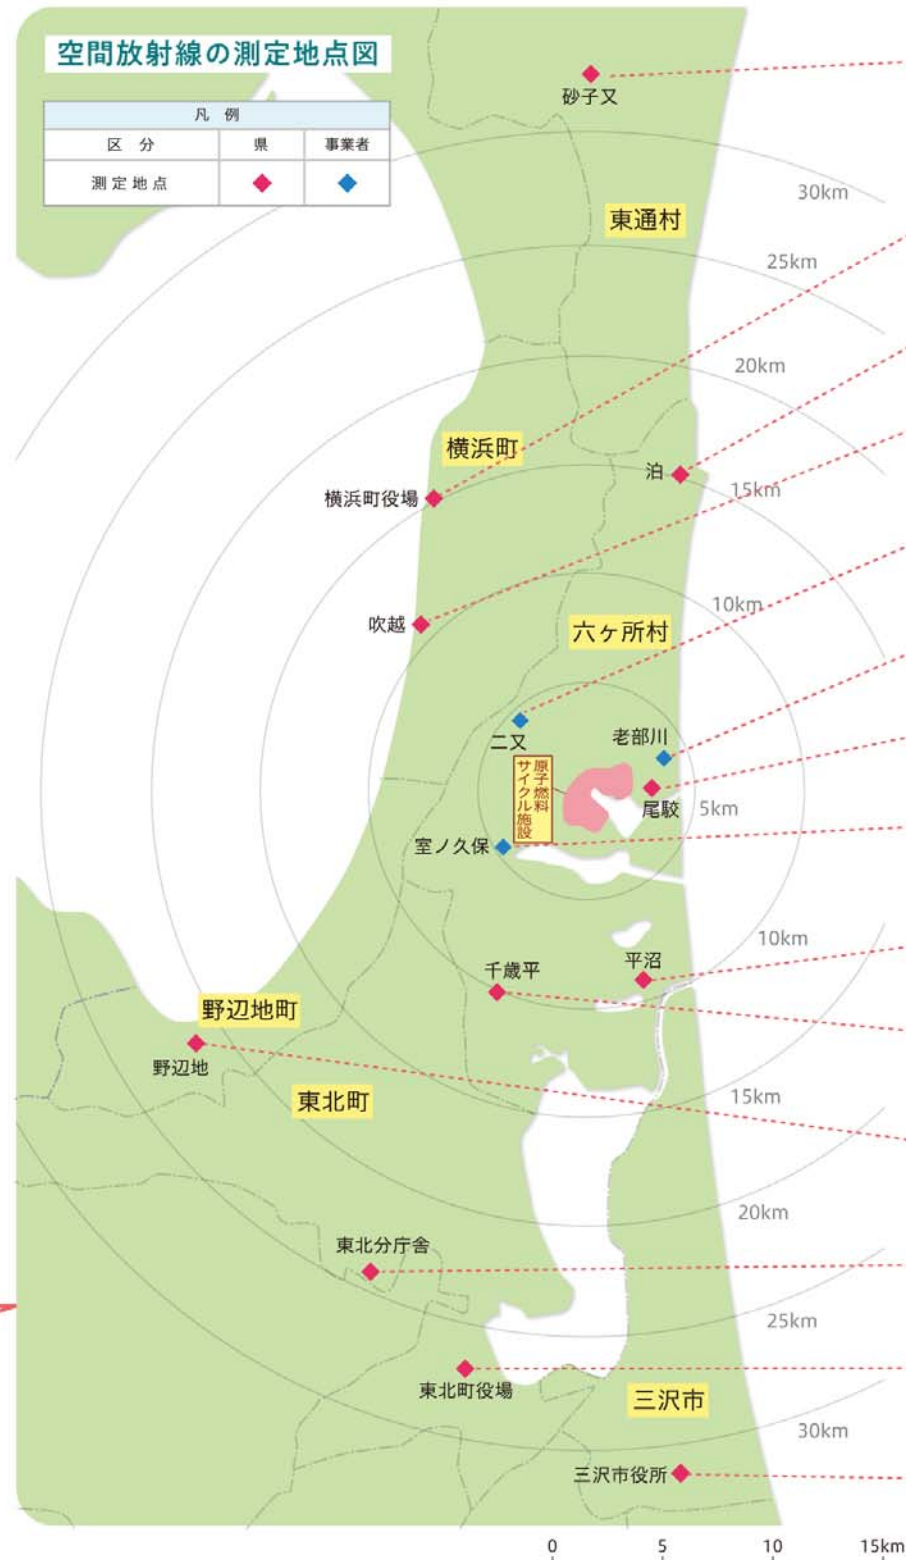 空間放射線の測定地点図
凡 例
区 分 県 事業者
測定地点
砂子又
30km
東通村
25km
20km
横浜町
泊
15km
横浜町役場
10km
吹越
六ヶ所村
二又
老部川
原子燃料
サイクル施設
尾駮
5km
室ノ久保
10km
千歳平
平沼
野辺地町
野辺地
東北町
15km
20km
東北分庁舎
25km
東北町役場
三沢市
30km
三沢市役所
0 5 10 15km